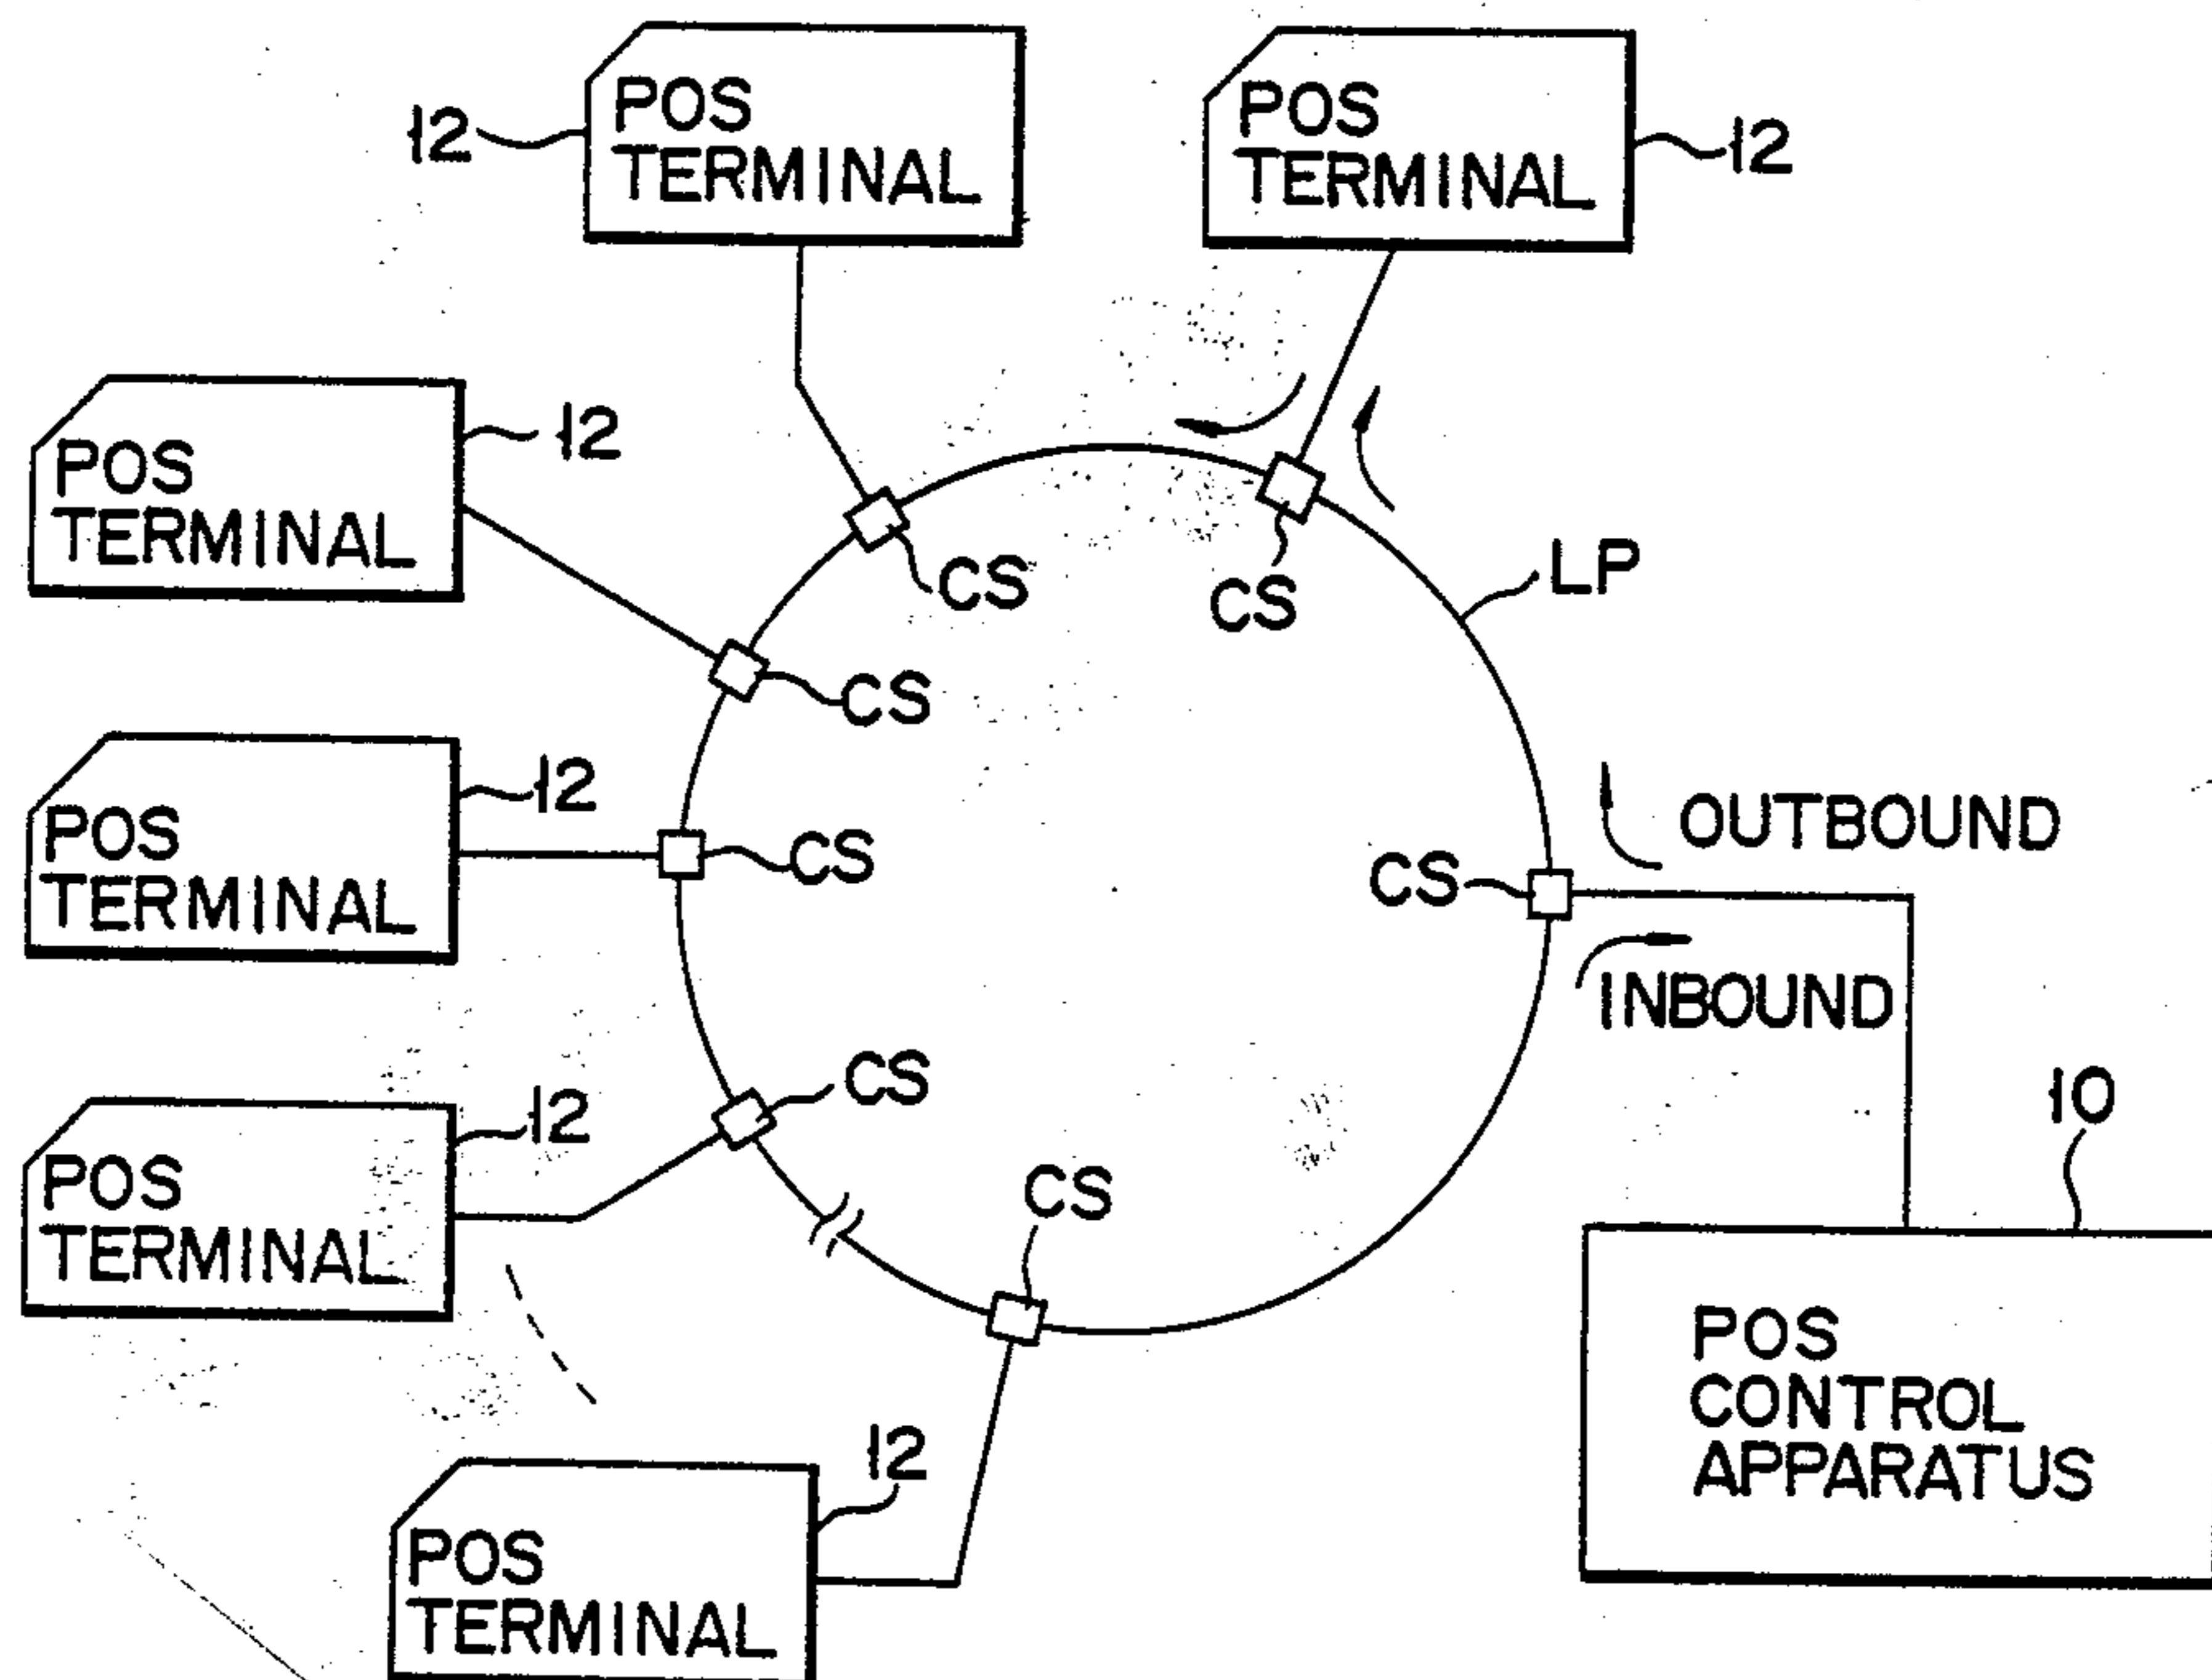 POS
TERMINAL
12
POS
TERMINAL
12
POS
TERMINAL
12
CS
CS
LP
CS
POS
TERMINAL
12
CS
OUTBOUND
CS
INBOUND
POS
TERMINAL
12
CS
CS
10
POS
CONTROL
APPARATUS
POS
TERMINAL
12